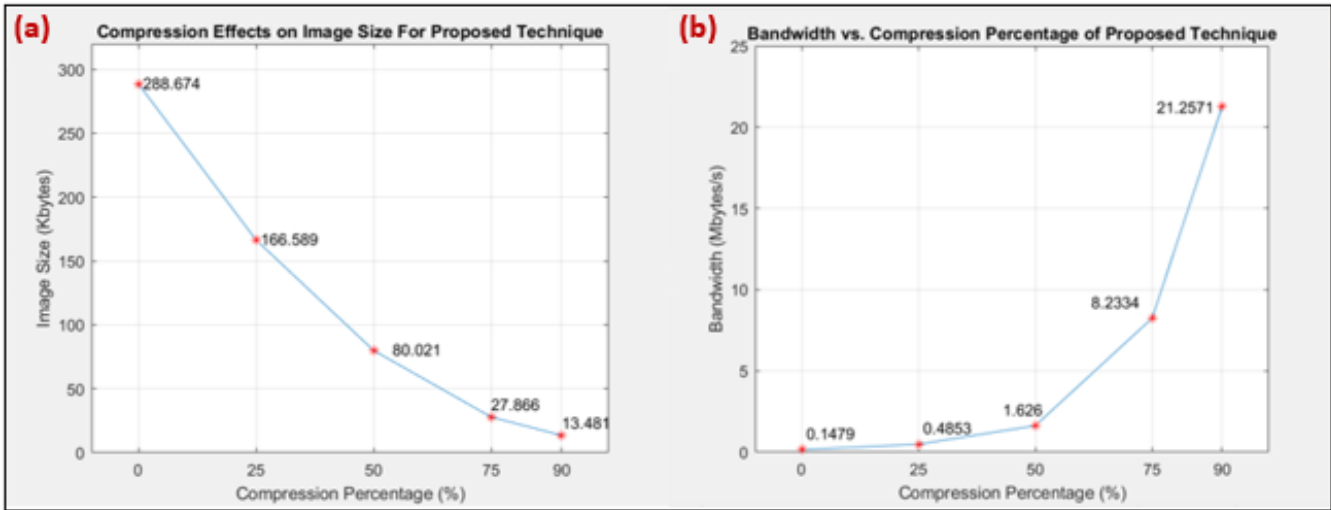 (a)
Compression Effects on Image Size For Proposed Technique
300
250
200
150
100
50
0
Image Size (Kbytes)
288.674
166.589
80.021
27.866
13.481
0 25 50 75 90
Compression Percentage (%)
(b)
Bandwidth vs. Compression Percentage of Proposed Technique
25
20
15
10
5
0
Bandwidth (Mbytes/s)
21.2571
8.2334
1.626
0.4853
0.1479
0 25 50 75 90
Compression Percentage (%)